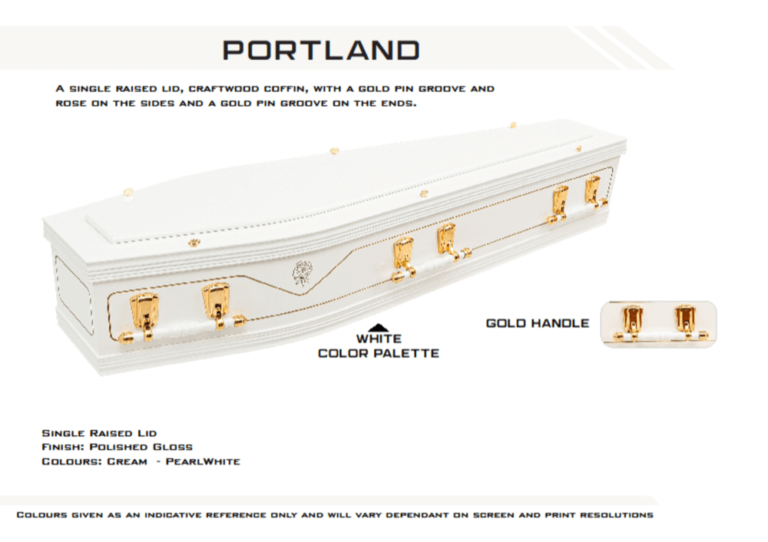 PORTLAND
A SINGLE RAISED LID, CRAFTWOOD COFFIN, WITH A GOLD PIN GROOVE AND
ROSE ON THE SIDES AND A GOLD PIN GROOVE ON THE ENDS.
GOLD HANDLE
WHITE
COLOR PALETTE
SINGLE RAISED LID
FINISH: POLISHED GLOSS
COLOURS: CREAM - PEARLWHITE
COLOURS GIVEN AS AN INDICATIVE REFERENCE ONLY AND WILL VARY DEPENDANT ON SCREEN AND PRINT RESOLUTIONS